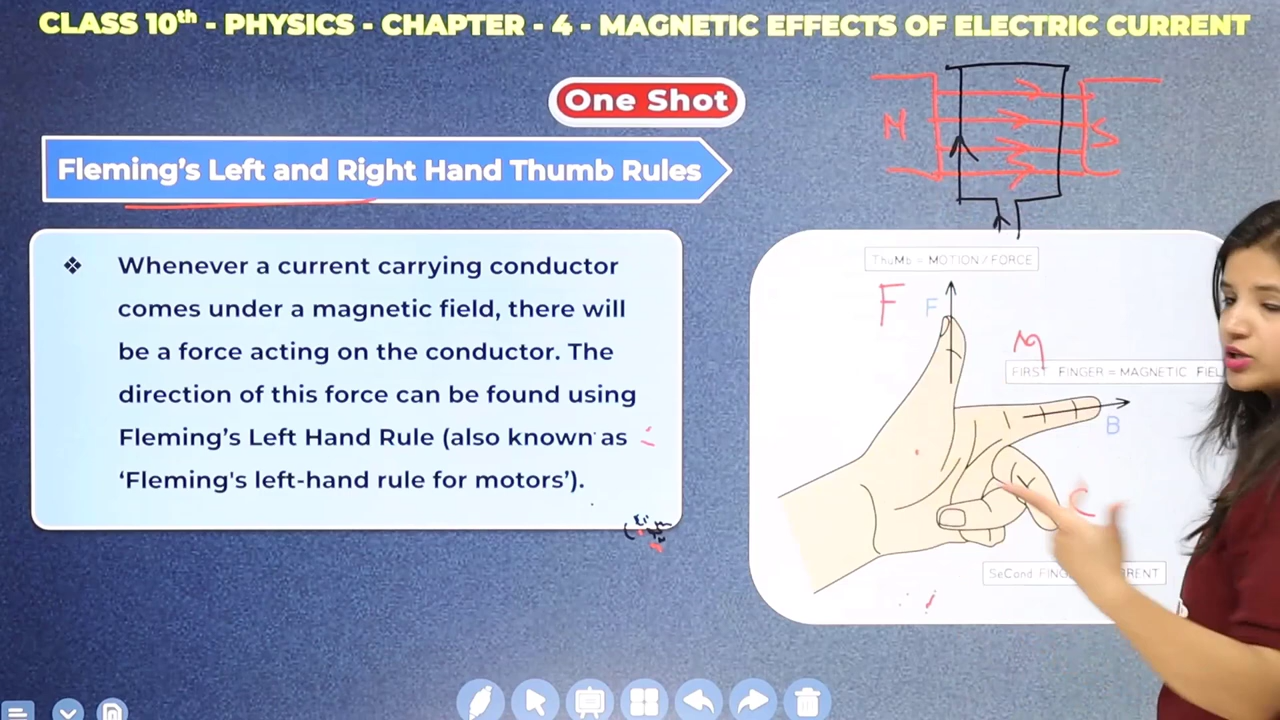 CLASS 10th - PHYSICS - CHAPTER - 4 - MAGNETIC EFFECTS OF ELECTRIC CURRENT
One Shot
Fleming's Left and Right Hand Thumb Rules
N
S
❖ Whenever a current carrying conductor
comes under a magnetic field, there will
be a force acting on the conductor. The
direction of this force can be found using
Fleming's Left Hand Rule (also known as
'Fleming's left-hand rule for motors').
ThuMb = MOTION / FORCE
F
F
M
FIRST FINGER = MAGNETIC FIEL
B
C
SeCond FING RRENT